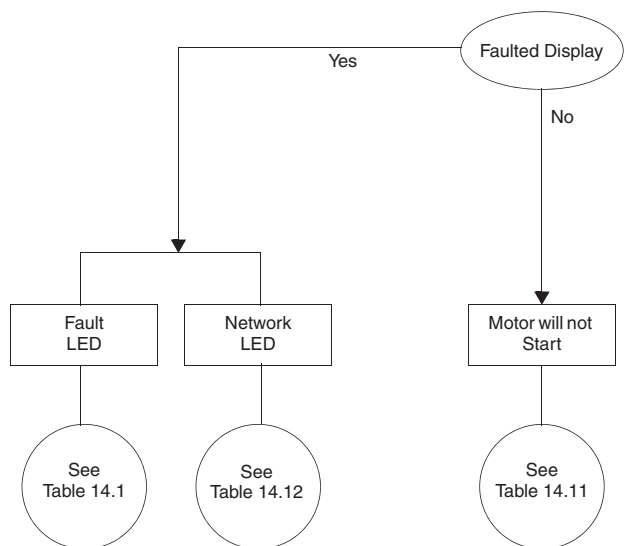 Faulted Display
Yes
No
Fault
LED
Network
LED
Motor will not
Start
See
Table 14.1
See
Table 14.12
See
Table 14.11